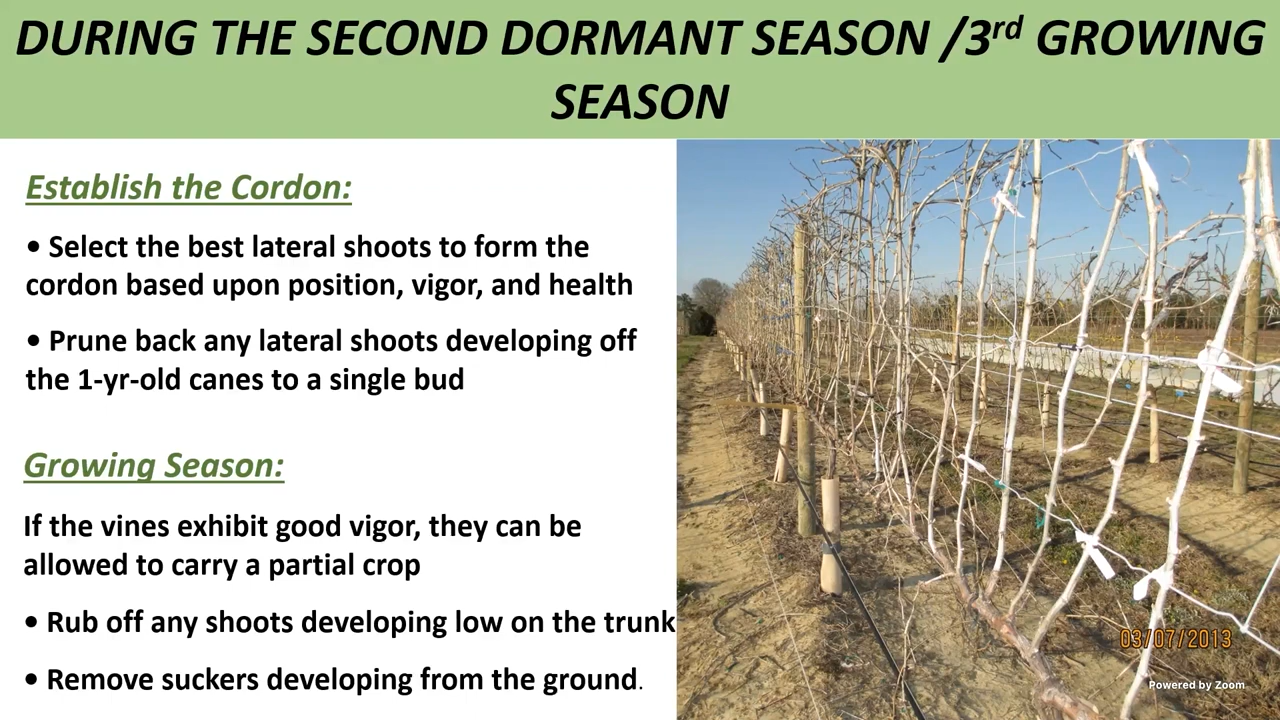 DURING THE SECOND DORMANT SEASON /3rd GROWING
SEASON
Establish the Cordon:
• Select the best lateral shoots to form the
cordon based upon position, vigor, and health
• Prune back any lateral shoots developing off
the 1-yr-old canes to a single bud
Growing Season:
If the vines exhibit good vigor, they can be
allowed to carry a partial crop
• Rub off any shoots developing low on the trunk
• Remove suckers developing from the ground.
03/07/2013
Powered by Zoom